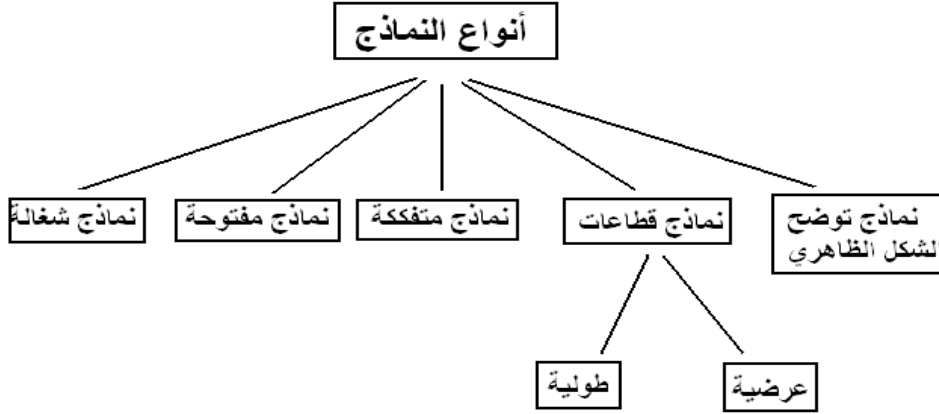 أنواع النماذج
نماذج توضح
الشكل الظاهري
نماذج قطاعات
نماذج متفككة
نماذج مفتوحة
نماذج شغالة
عرضية
طولية